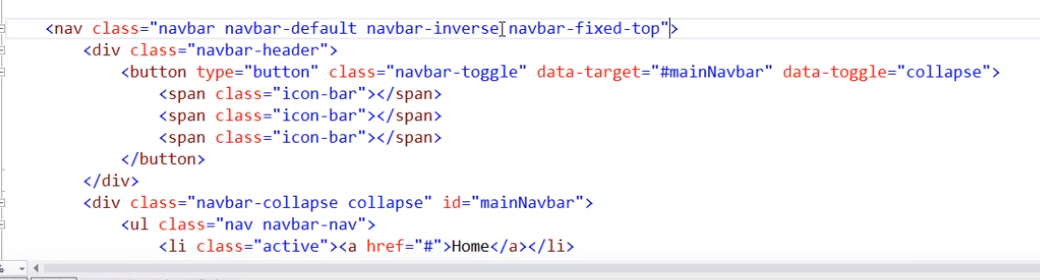 <nav class="navbar navbar-default navbar-inverse navbar-fixed-top">
<div class="navbar-header">
<button type="button" class="navbar-toggle" data-target="#mainNavbar" data-toggle="collapse">
<span class="icon-bar"></span>
<span class="icon-bar"></span>
<span class="icon-bar"></span>
</button>
</div>
<div class="navbar-collapse collapse" id="mainNavbar">
<ul class="nav navbar-nav">
<li class="active"><a href="#">Home</a></li>